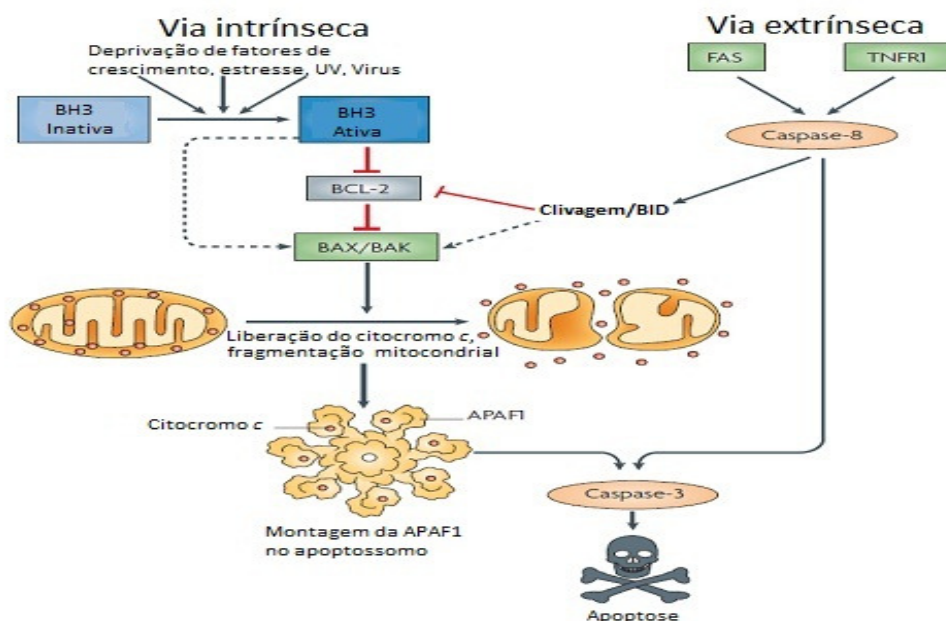 Via intrínseca
Deprivação de fatores de
crescimento, estresse, UV, Virus
BH3
Inativa
BH3
Ativa
BCL-2
BAX/BAK
Via extrínseca
FAS
TNFR1
Caspase-8
Clivagem/BID
Liberação do citocromo c,
fragmentação mitocondrial
Citocromo c
APAF1
Montagem da APAF1
no apoptossomo
Caspase-3
Apoptose